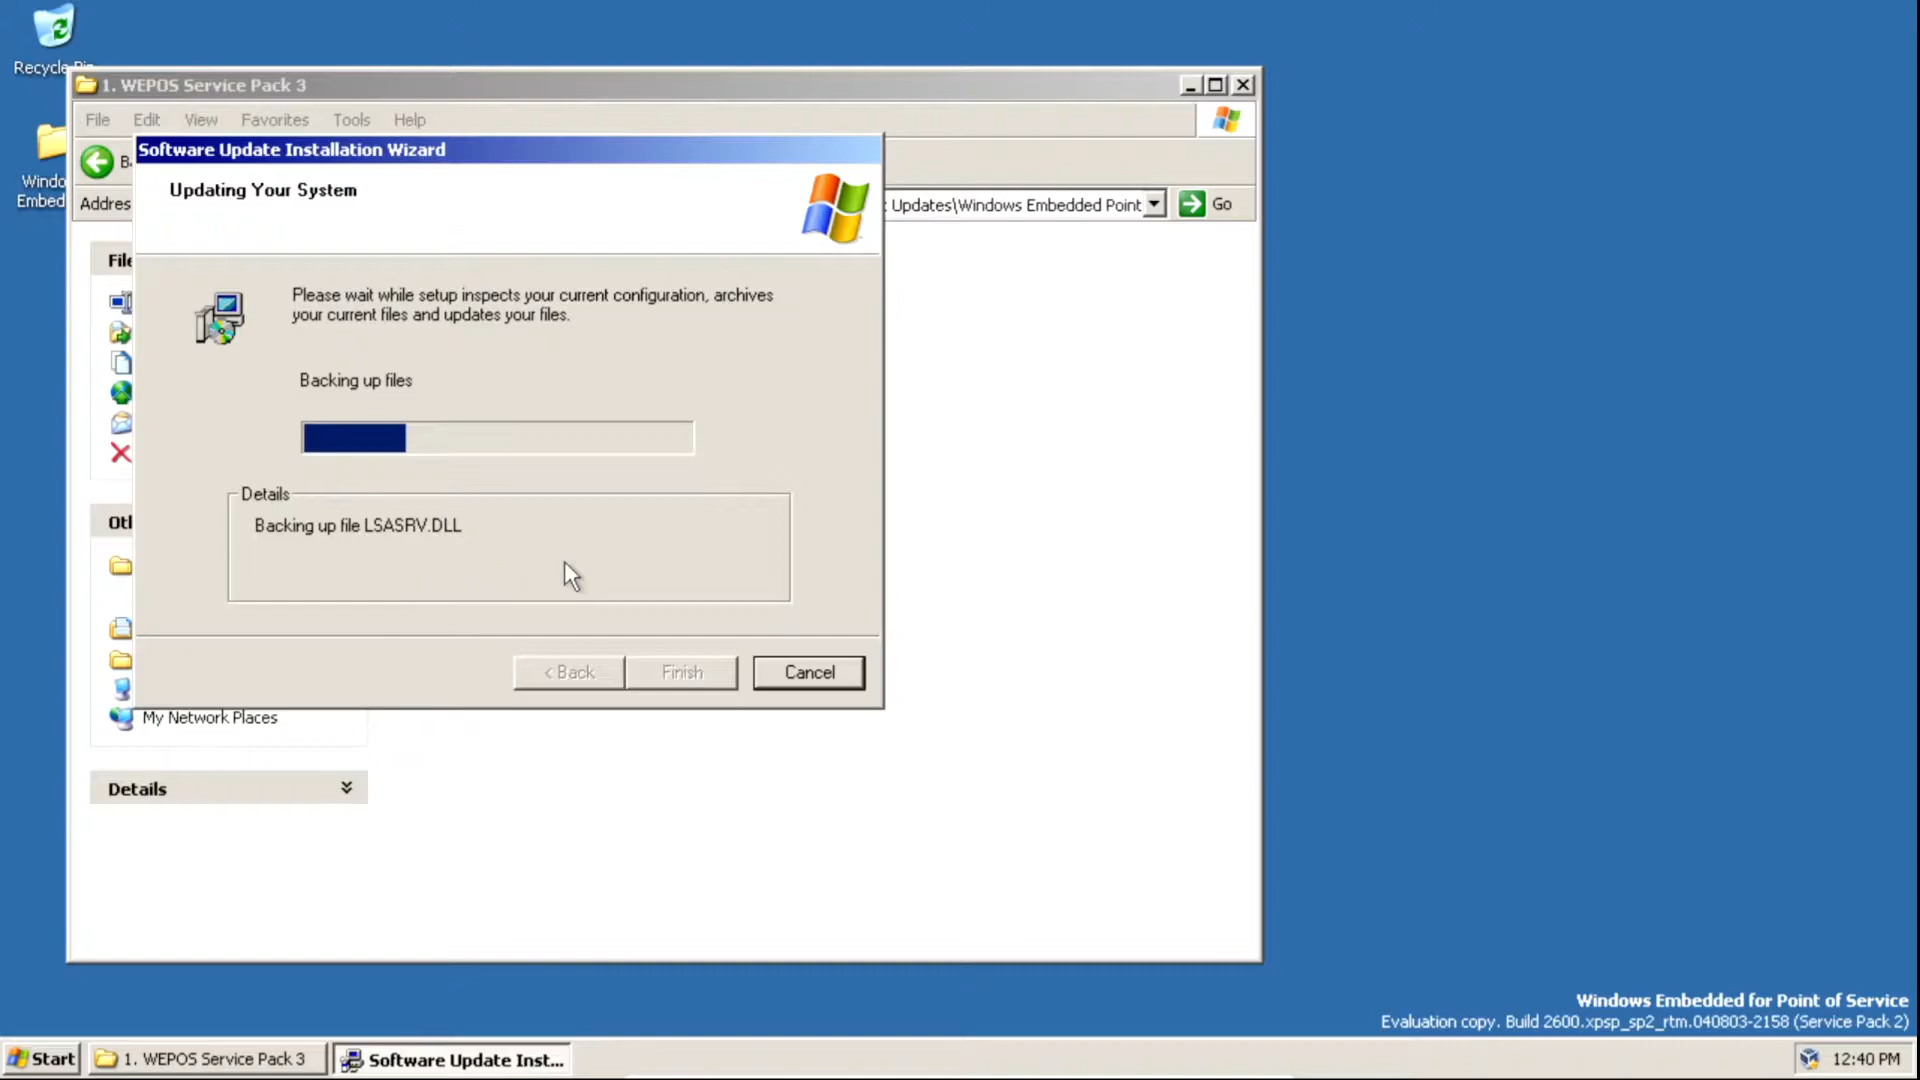 Recycle Bin
Windo
Embed
1. WEPOS Service Pack 3
File Edit View Favorites Tools Help
Addres
: Updates\Windows Embedded Point
Go
Software Update Installation Wizard
Updating Your System
Please wait while setup inspects your current configuration, archives
your current files and updates your files.
Backing up files
Details
Backing up file LSASRV.DLL
< Back
Finish
Cancel
File
Oth
My Network Places
Details
Windows Embedded for Point of Service
Evaluation copy. Build 2600.xpsp_sp2_rtm.040803-2158 (Service Pack 2)
Start
1. WEPOS Service Pack 3
Software Update Inst...
12:40 PM